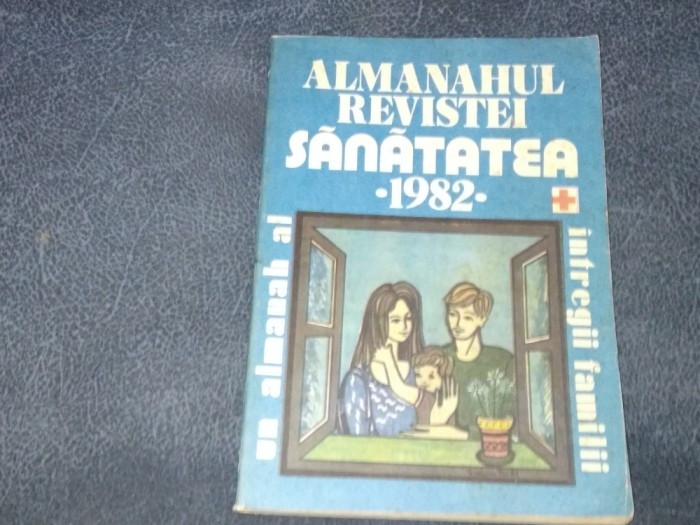 ALMANAHUL
REVISTEI
SĂNĂTATEA
•1982•
un almanah al
întregii familii